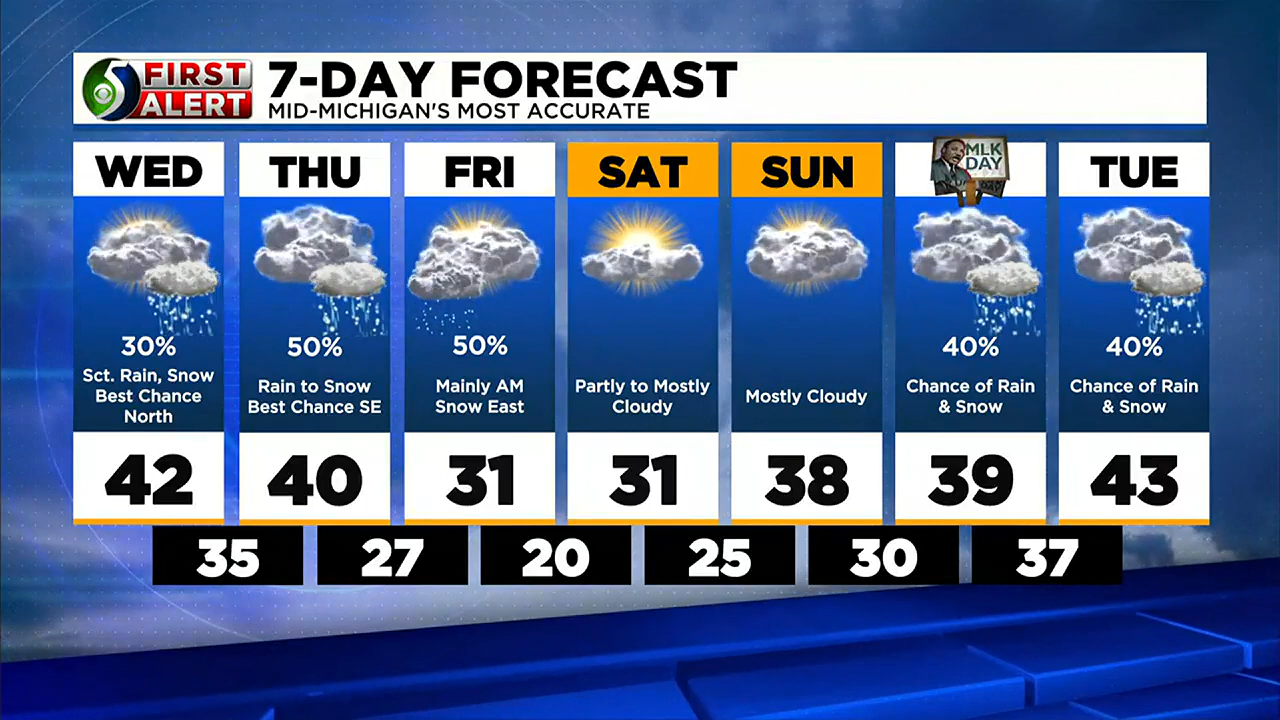 5 FIRST ALERT
7-DAY FORECAST
MID-MICHIGAN'S MOST ACCURATE
WED
30%
Sct. Rain, Snow
Best Chance
North
42
THU
50%
Rain to Snow
Best Chance SE
40
FRI
50%
Mainly AM
Snow East
31
SAT
Partly to Mostly
Cloudy
31
SUN
Mostly Cloudy
38
MLK
DAY
40%
Chance of Rain
& Snow
39
TUE
40%
Chance of Rain
& Snow
43
35
27
20
25
30
37